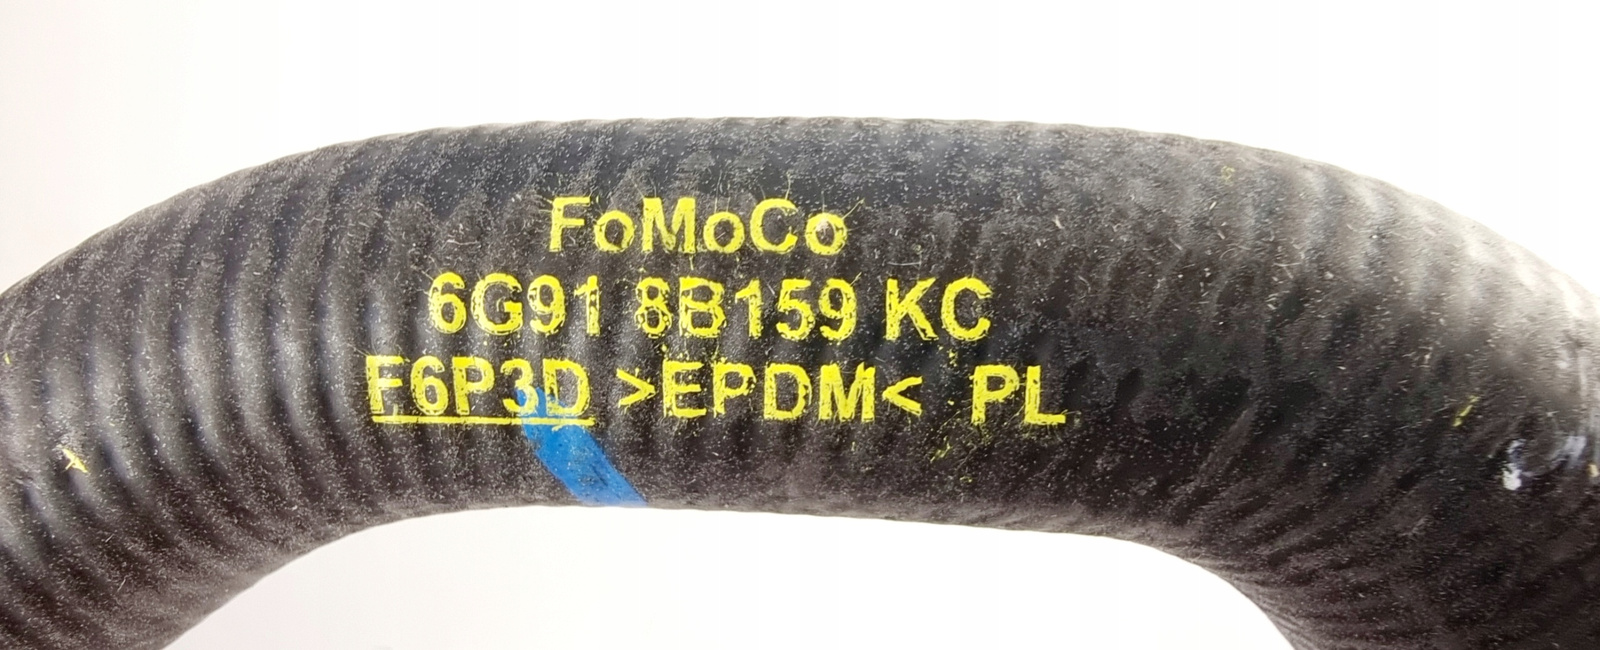 FoMoCo
6G91 8B159 KC
F6P3D >EPDM< PL